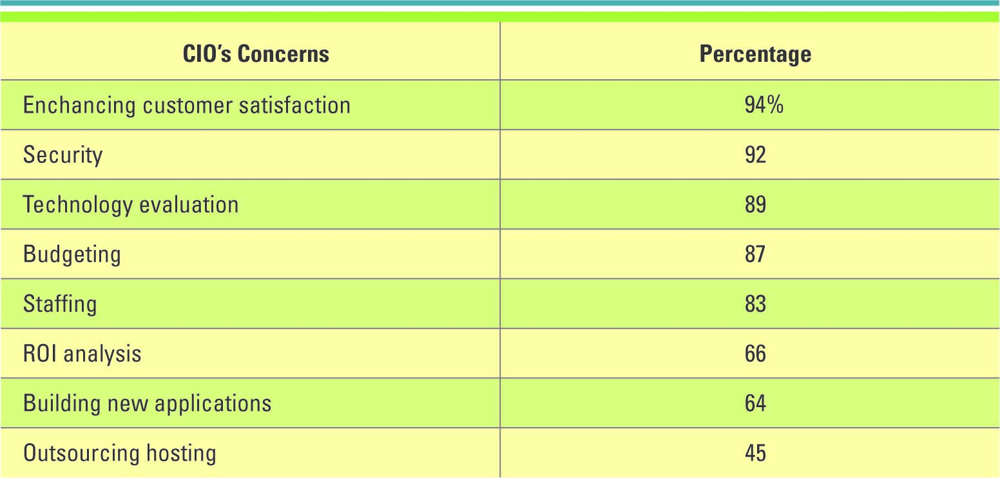 CIO’s Concerns Percentage
Enchancing customer satisfaction 94%
Security 92
Technology evaluation 89
Budgeting 87
Staffing 83
ROI analysis 66
Building new applications 64
Outsourcing hosting 45